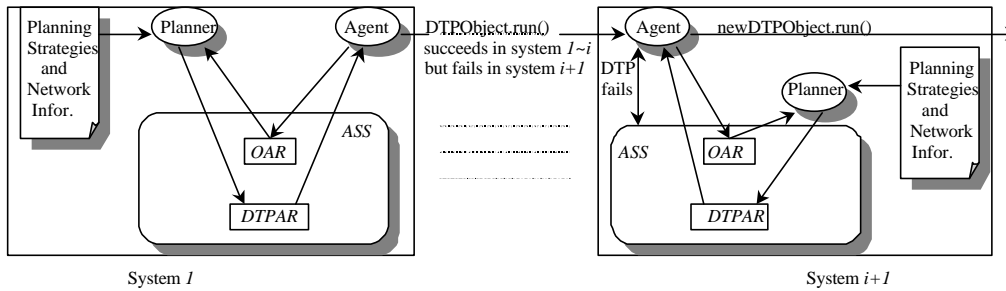 Planning
Strategies
and
Network
Infor.
Planner
Agent
ASS
OAR
DTPAR
System 1
DTPObject.run()
succeeds in system 1~i
but fails in system i+1
Agent
newDTPObject.run()
DTP
fails
Planner
Planning
Strategies
and
Network
Infor.
ASS
OAR
DTPAR
System i+1